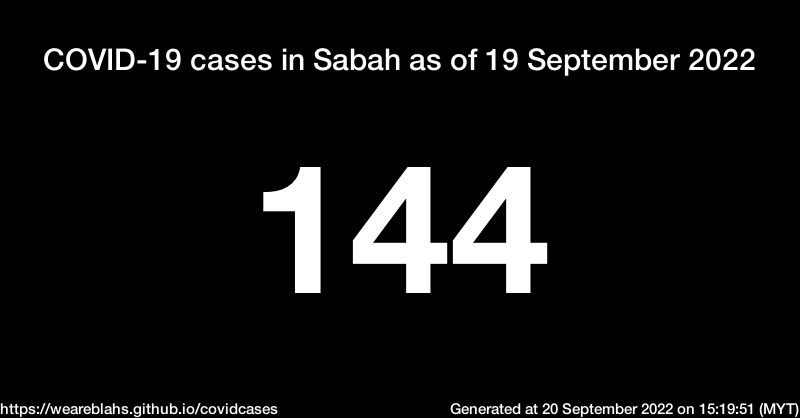 COVID-19 cases in Sabah as of 19 September 2022
144
https://weareblahs.github.io/covidcases
Generated at 20 September 2022 on 15:19:51 (MYT)